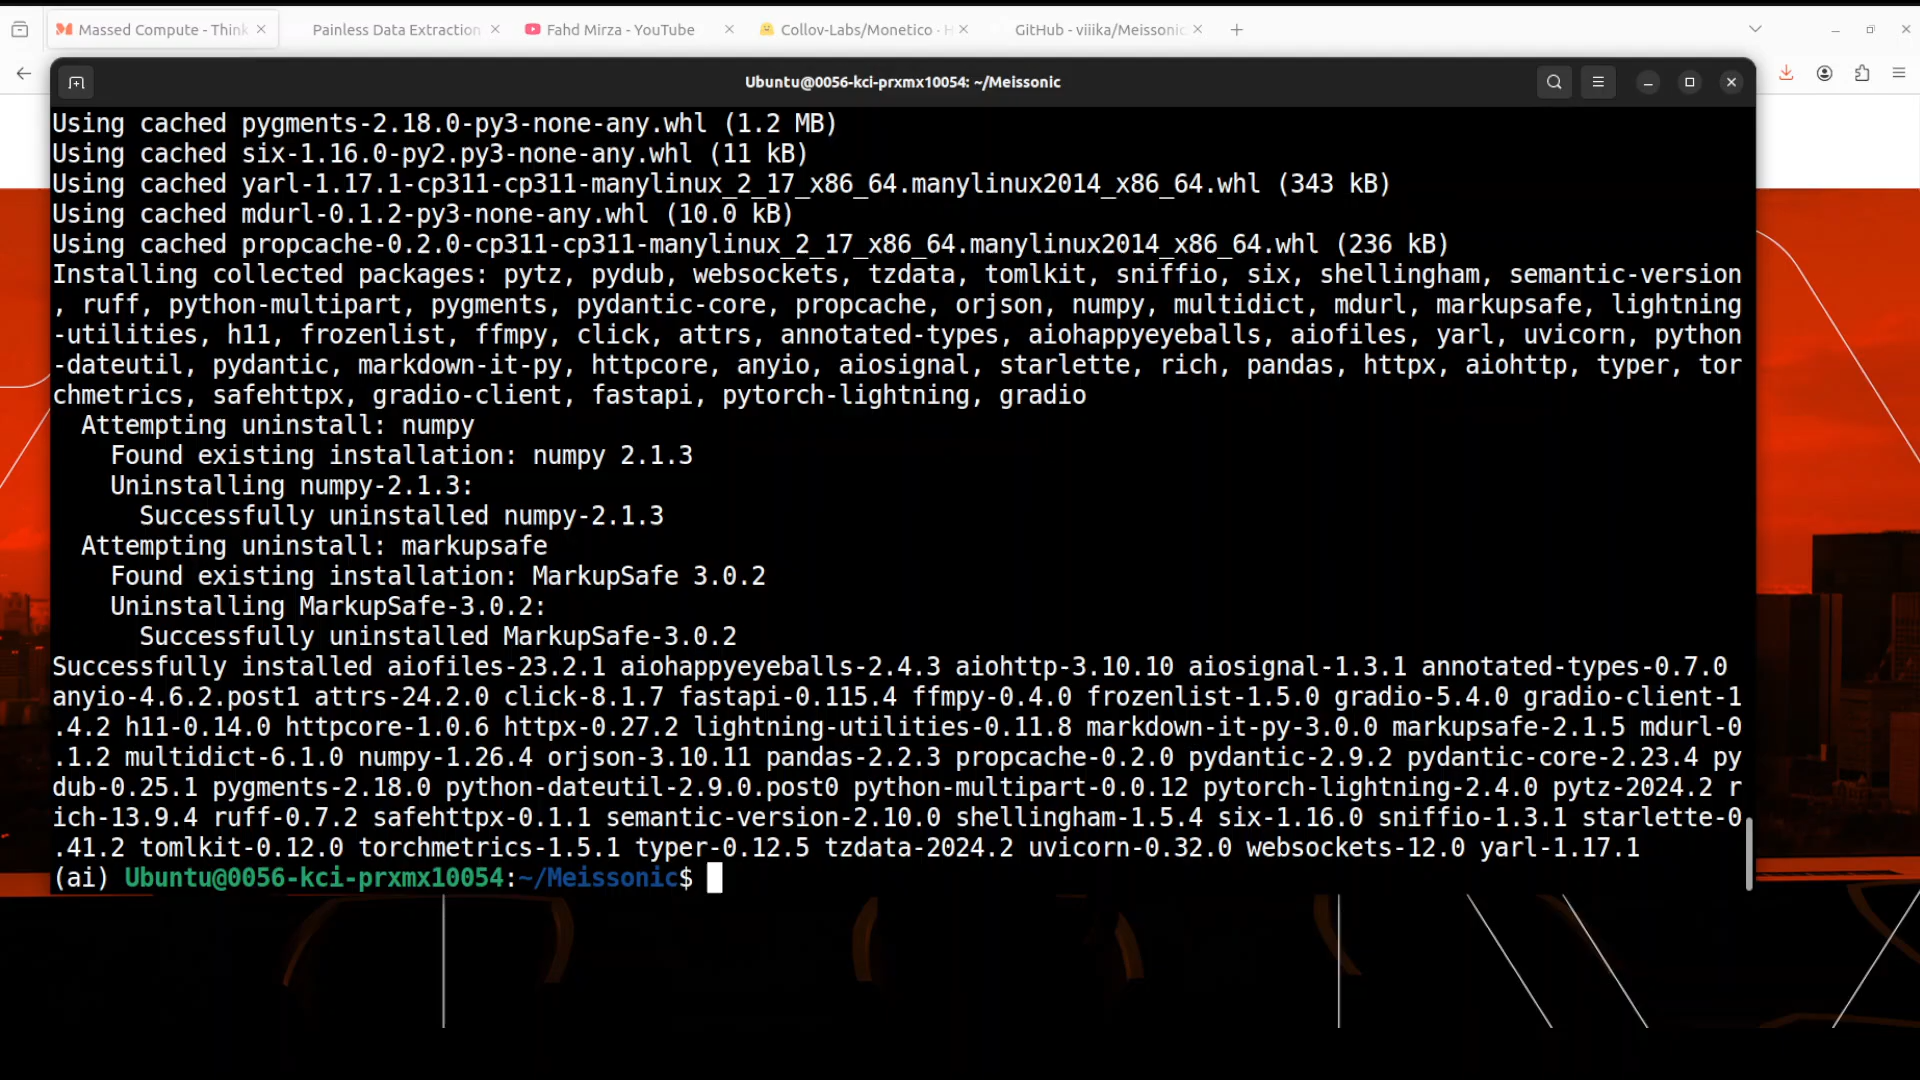 Massed Compute - Think
Painless Data Extraction
Fahd Mirza - YouTube
Collov-Labs/Monetico · H
GitHub - viiika/Meissonic:
Ubuntu@0056-kci-prxmx10054: ~/Meissonic
Using cached pygments-2.18.0-py3-none-any.whl (1.2 MB)
Using cached six-1.16.0-py2.py3-none-any.whl (11 kB)
Using cached yarl-1.17.1-cp311-cp311-manylinux_2_17_x86_64.manylinux2014_x86_64.whl (343 kB)
Using cached mdurl-0.1.2-py3-none-any.whl (10.0 kB)
Using cached propcache-0.2.0-cp311-cp311-manylinux_2_17_x86_64.manylinux2014_x86_64.whl (236 kB)
Installing collected packages: pytz, pydub, websockets, tzdata, tomlkit, sniffio, six, shellingham, semantic-version
, ruff, python-multipart, pygments, pydantic-core, propcache, orjson, numpy, multidict, mdurl, markupsafe, lightning
-utilities, h11, frozenlist, ffmpy, click, attrs, annotated-types, aiohappyeyeballs, aiofiles, yarl, uvicorn, python
-dateutil, pydantic, markdown-it-py, httpcore, anyio, aiosignal, starlette, rich, pandas, httpx, aiohttp, typer, tor
chmetrics, safehttpx, gradio-client, fastapi, pytorch-lightning, gradio
Attempting uninstall: numpy
Found existing installation: numpy 2.1.3
Uninstalling numpy-2.1.3:
Successfully uninstalled numpy-2.1.3
Attempting uninstall: markupsafe
Found existing installation: MarkupSafe 3.0.2
Uninstalling MarkupSafe-3.0.2:
Successfully uninstalled MarkupSafe-3.0.2
Successfully installed aiofiles-23.2.1 aiohappyeyeballs-2.4.3 aiohttp-3.10.10 aiosignal-1.3.1 annotated-types-0.7.0
anyio-4.6.2.post1 attrs-24.2.0 click-8.1.7 fastapi-0.115.4 ffmpy-0.4.0 frozenlist-1.5.0 gradio-5.4.0 gradio-client-1
.4.2 h11-0.14.0 httpcore-1.0.6 httpx-0.27.2 lightning-utilities-0.11.8 markdown-it-py-3.0.0 markupsafe-2.1.5 mdurl-0
.1.2 multidict-6.1.0 numpy-1.26.4 orjson-3.10.11 pandas-2.2.3 propcache-0.2.0 pydantic-2.9.2 pydantic-core-2.23.4 py
dub-0.25.1 pygments-2.18.0 python-dateutil-2.9.0.post0 python-multipart-0.0.12 pytorch-lightning-2.4.0 pytz-2024.2 r
ich-13.9.4 ruff-0.7.2 safehttpx-0.1.1 semantic-version-2.10.0 shellingham-1.5.4 six-1.16.0 sniffio-1.3.1 starlette-0
.41.2 tomlkit-0.12.0 torchmetrics-1.5.1 typer-0.12.5 tzdata-2024.2 uvicorn-0.32.0 websockets-12.0 yarl-1.17.1
(ai) Ubuntu@0056-kci-prxmx10054:~/Meissonic$